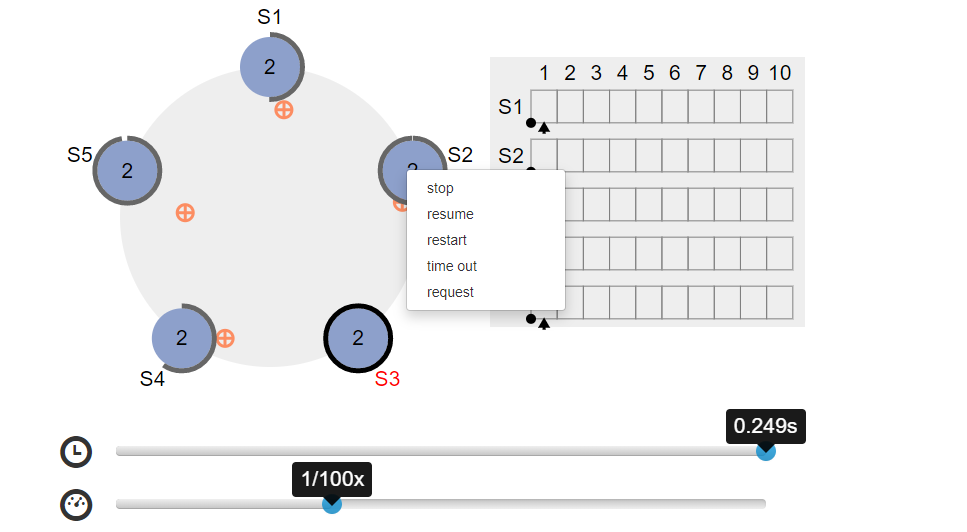 S1
2
1 2 3 4 5 6 7 8 9 10
S1
S5
2
2
S2
S2
stop
resume
restart
time out
request
2
S4
2
S3
0.249s
1/100x